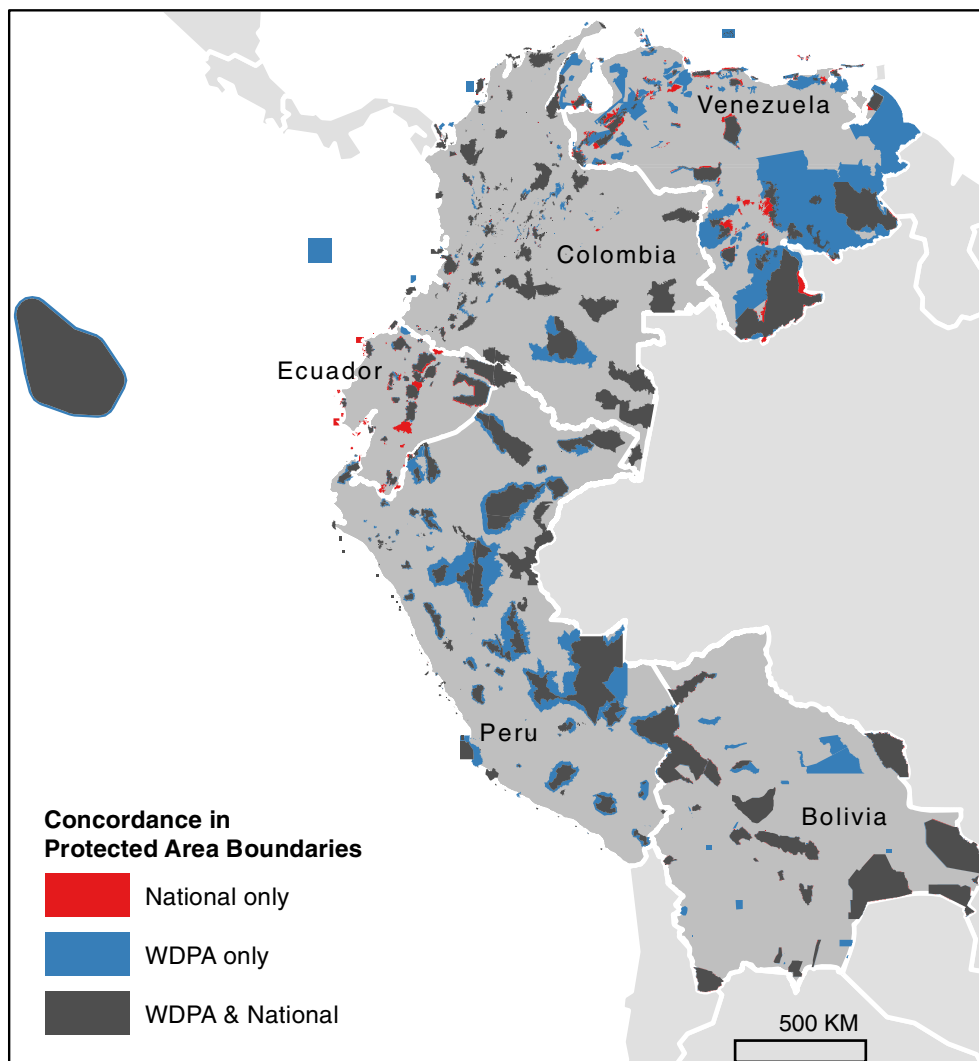 Venezuela
Colombia
Ecuador
Peru
Bolivia
Concordance in
Protected Area Boundaries
National only
WDPA only
WDPA & National
500 KM